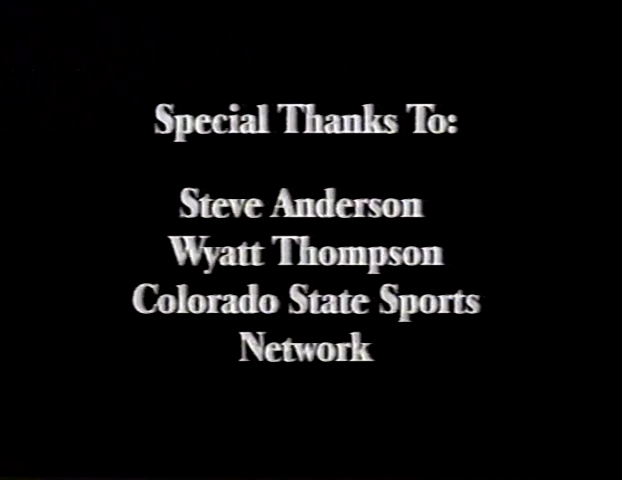 Special Thanks To:
Steve Anderson
Wyatt Thompson
Colorado State Sports
Network